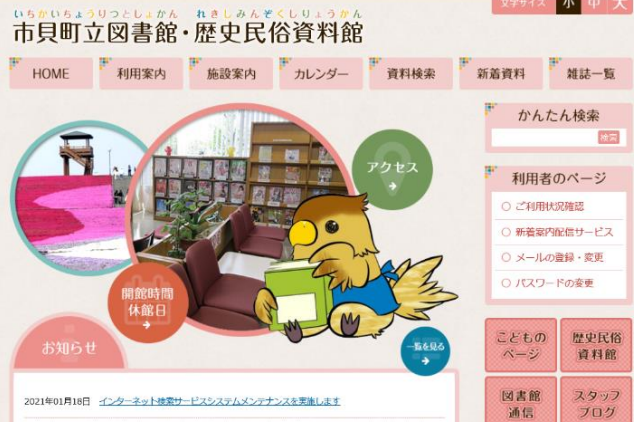 文字サイズ 小 中 大
いちかいちょうりつとしょかん れきしみんぞくしりょうかん
市貝町立図書館・歴史民俗資料館
HOME 利用案内 施設案内 カレンダー 資料検索 新着資料 雑誌一覧
かんたん検索
検索
アクセス
利用者のページ
ご利用状況確認
新着案内配信サービス
メールの登録・変更
パスワードの変更
開館時間
休館日
お知らせ
一覧を見る
こどもの
ページ
歴史民俗
資料館
図書館
通信
スタッフ
ブログ
2021年01月18日 インターネット検索サービスシステムメンテナンスを実施します